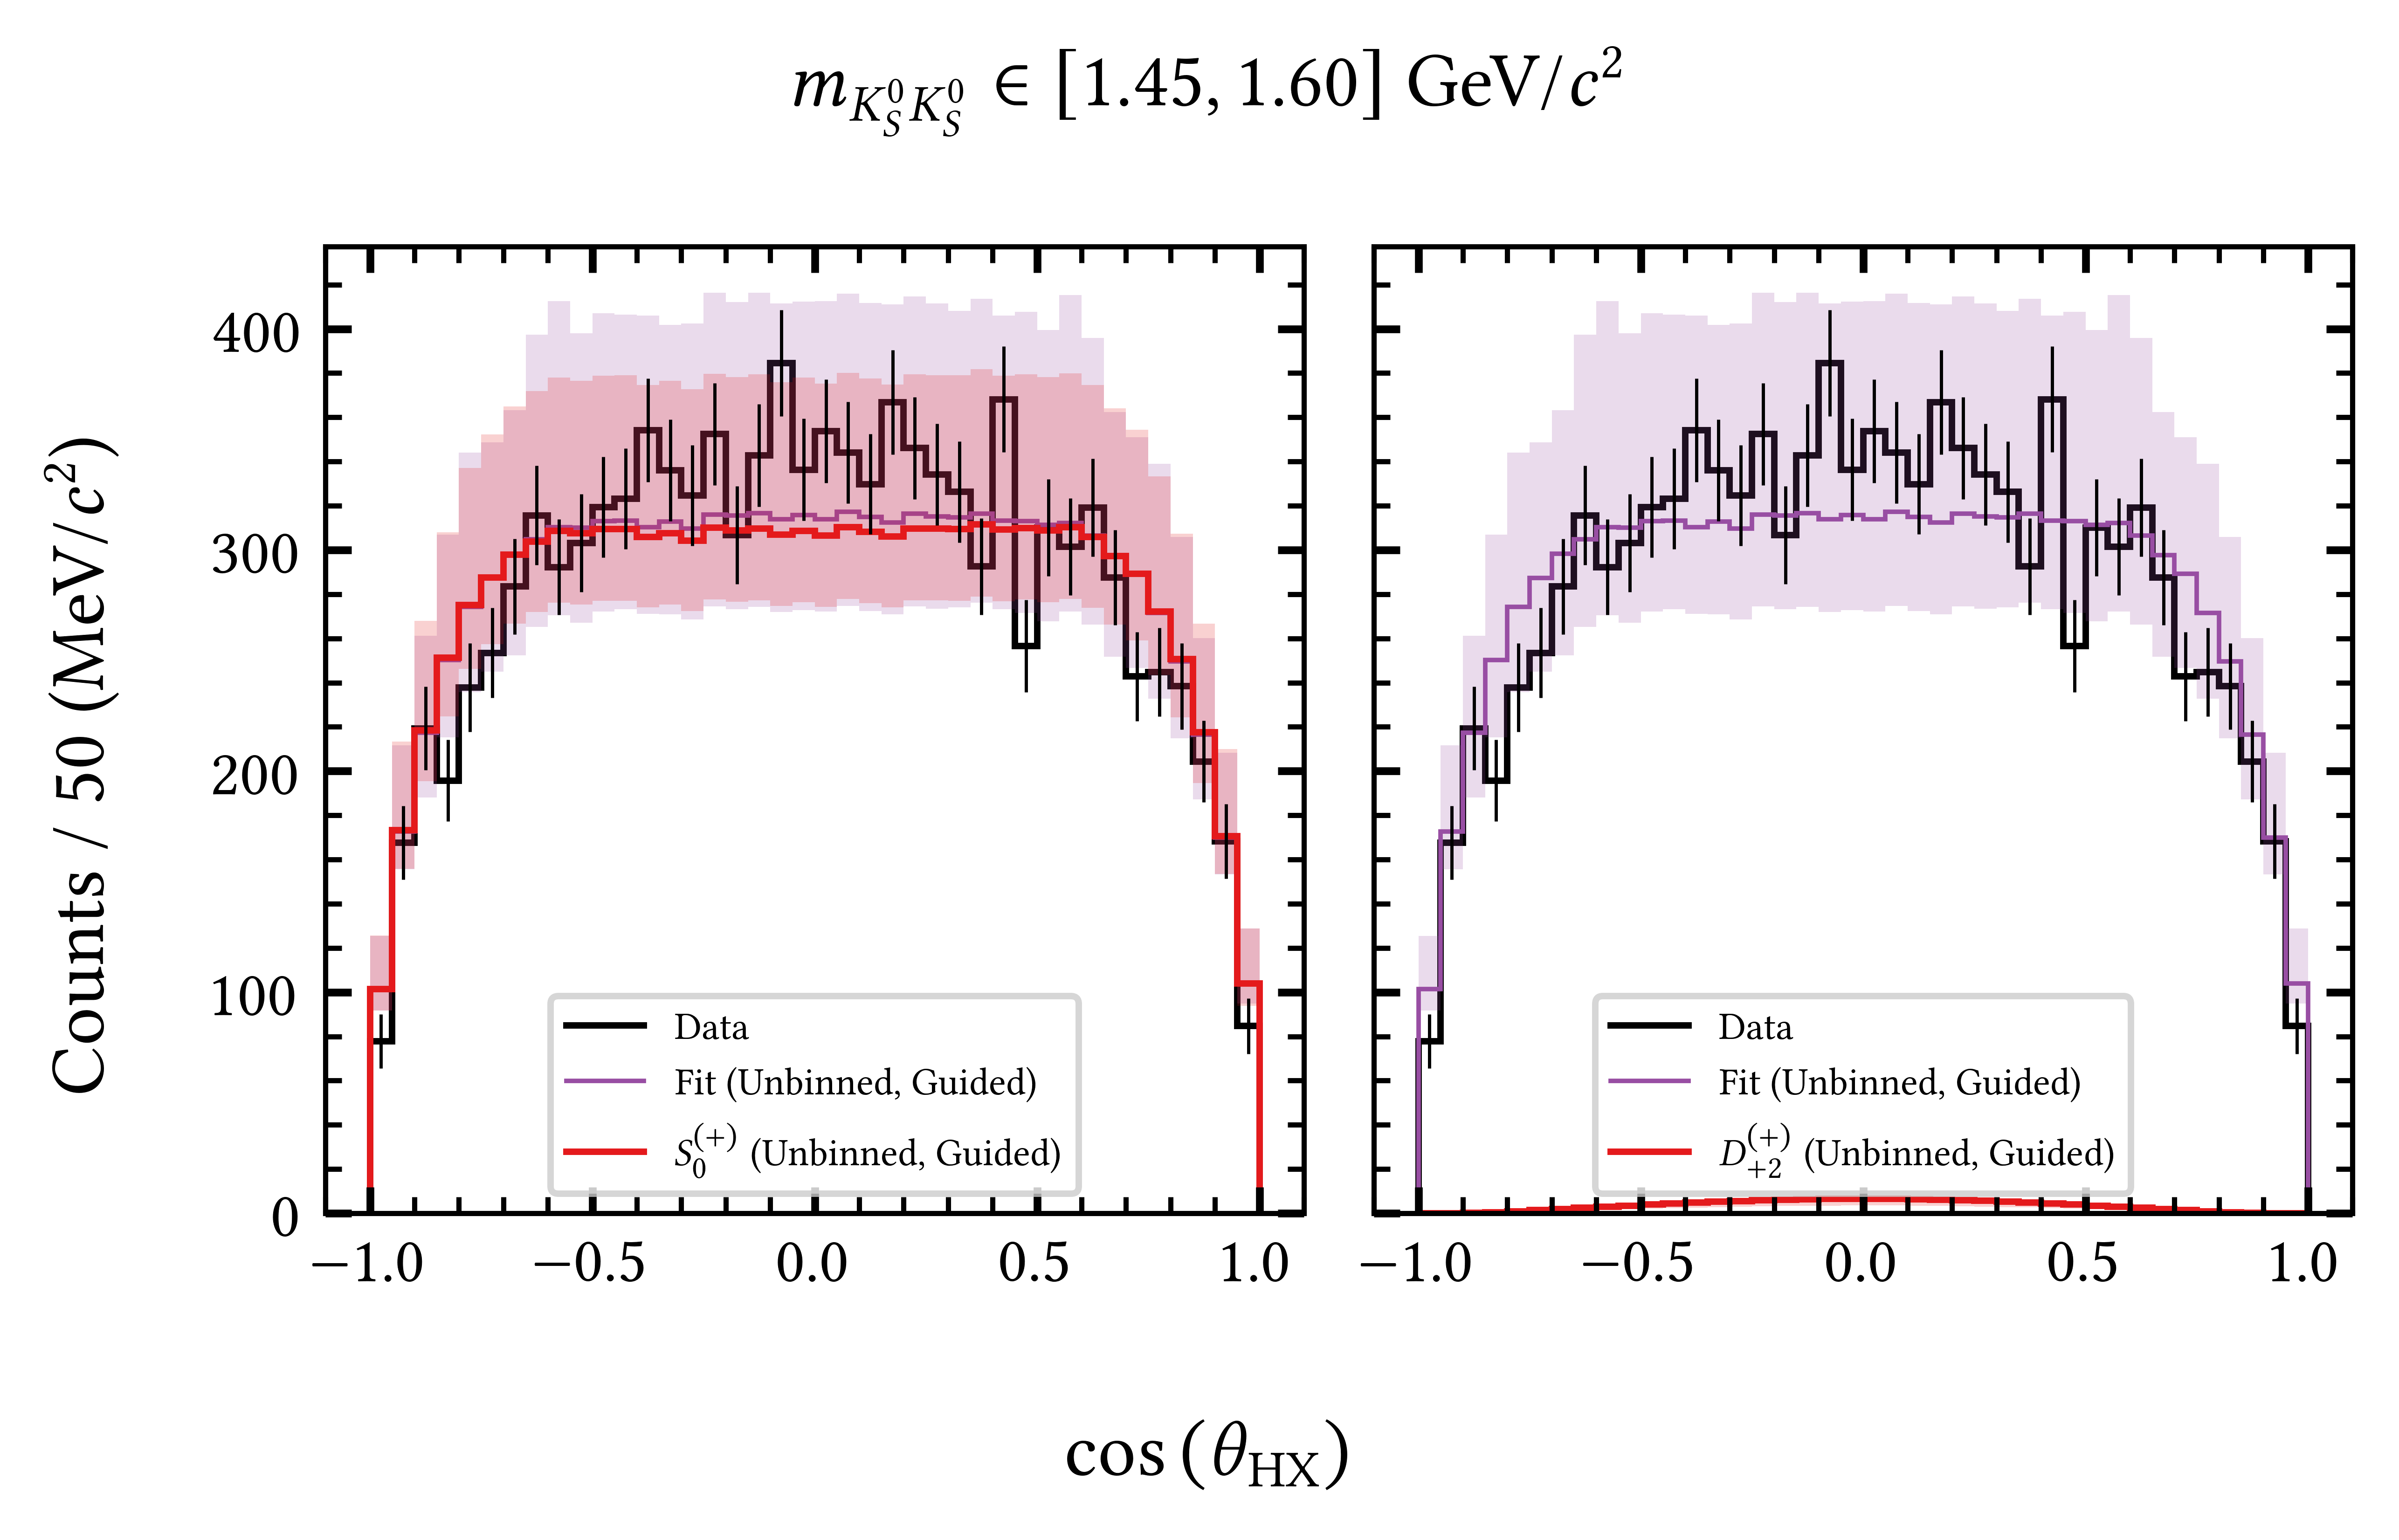 m_{K_S^0 K_S^0} ∈ [1.45, 1.60] GeV/c²
Counts / 50 (MeV/c²)
400
300
200
100
0
Data
Fit (Unbinned, Guided)
S_0^{(+)} (Unbinned, Guided)
Data
Fit (Unbinned, Guided)
D_{+2}^{(+)} (Unbinned, Guided)
−1.0 −0.5 0.0 0.5 1.0
−1.0 −0.5 0.0 0.5 1.0
cos (θ_{HX})